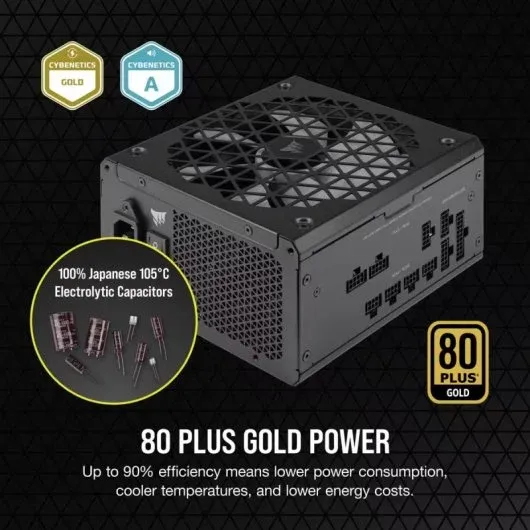 CYBENETICS
GOLD
CYBENETICS
A
100% Japanese 105°C
Electrolytic Capacitors
80
PLUS
GOLD
80 PLUS GOLD POWER
Up to 90% efficiency means lower power consumption,
cooler temperatures, and lower energy costs.